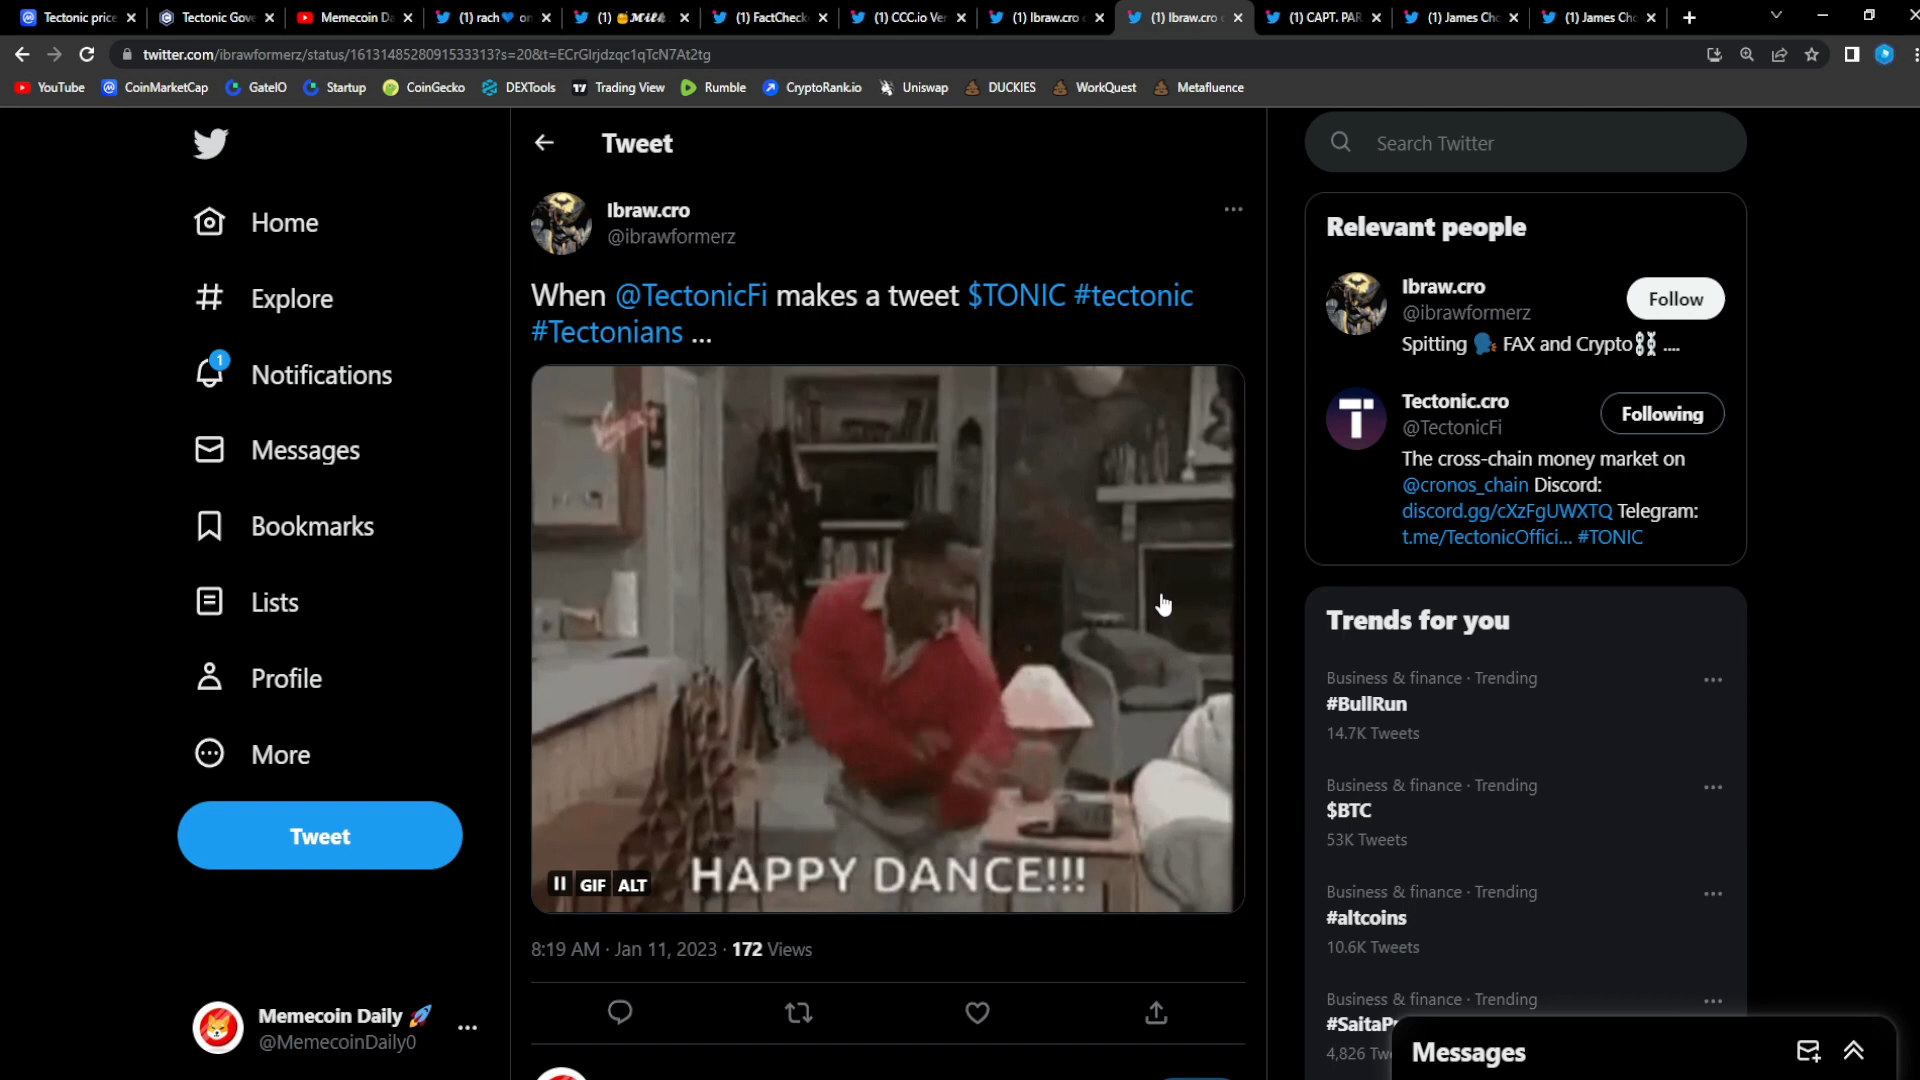 Tectonic price
Tectonic Gove
Memecoin Da
(1) rach💙 on
(1) 🍯𝓜𝓲𝓵𝓴
(1) FactCheck
(1) CCC.io Ver
(1) Ibraw.cro
(1) Ibraw.cro
(1) CAPT. PAR
(1) James Cho
(1) James Cho
twitter.com/ibrawformerz/status/1613148528091533313?s=20&t=ECrGlrjdzqc1qTcN7At2tg
YouTube
CoinMarketCap
GateIO
Startup
CoinGecko
DEXTools
Trading View
Rumble
CryptoRank.io
Uniswap
DUCKIES
WorkQuest
Metafluence
Home
Explore
1
Notifications
Messages
Bookmarks
Lists
Profile
More
Tweet
Memecoin Daily 🚀
@MemecoinDaily0
Tweet
Ibraw.cro
@ibrawformerz
When @TectonicFi makes a tweet $TONIC #tectonic
#Tectonians ...
GIF
ALT
HAPPY DANCE!!!
8:19 AM · Jan 11, 2023 · 172 Views
Search Twitter
Relevant people
Ibraw.cro
@ibrawformerz
Follow
Spitting 🗣 FAX and Crypto⛓ ....
Tectonic.cro
@TectonicFi
Following
The cross-chain money market on
@cronos_chain Discord:
discord.gg/cXzFgUWXTQ Telegram:
t.me/TectonicOffici... #TONIC
Trends for you
Business & finance · Trending
#BullRun
14.7K Tweets
Business & finance · Trending
$BTC
53K Tweets
Business & finance · Trending
#altcoins
10.6K Tweets
Business & finance · Trending
#SaitaPr
4,826 Twe
Messages